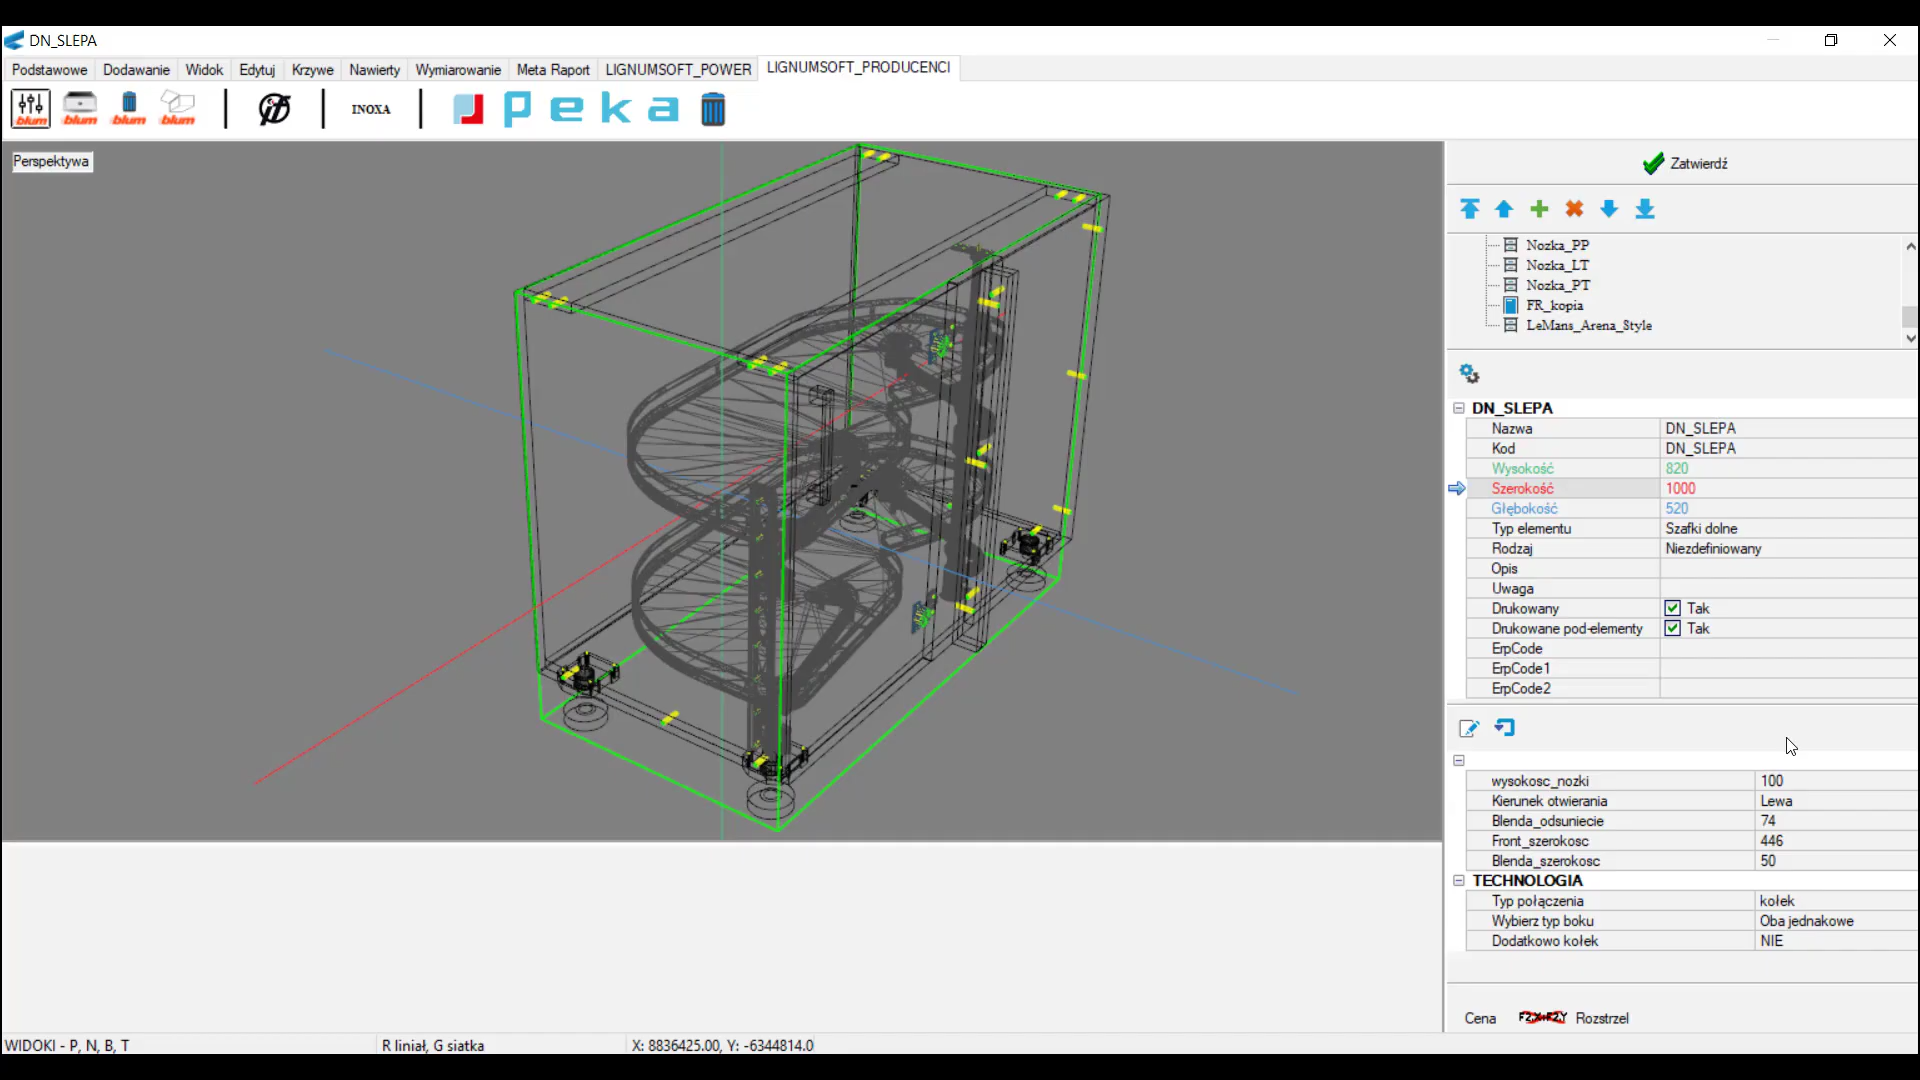 DN_SLEPA
Podstawowe Dodawanie Widok Edytuj Krzywe Nawierty Wymiarowanie Meta Raport LIGNUMSOFT_POWER LIGNUMSOFT_PRODUCENCI
blum blum blum blum INOXA peka
Perspektywa
Zatwierdź
Nozka_PP
Nozka_LT
Nozka_PT
FR_kopia
LeMans_Arena_Style
DN_SLEPA
Nazwa DN_SLEPA
Kod DN_SLEPA
Wysokość 820
Szerokość 1000
Głębokość 520
Typ elementu Szafki dolne
Rodzaj Niezdefiniowany
Opis
Uwaga
Drukowany Tak
Drukowane pod-elementy Tak
ErpCode
ErpCode1
ErpCode2
wysokosc_nozki 100
Kierunek otwierania Lewa
Blenda_odsuniecie 74
Front_szerokosc 446
Blenda_szerokosc 50
TECHNOLOGIA
Typ połączenia kołek
Wybierz typ boku Oba jednakowe
Dodatkowo kołek NIE
Cena Rozstrzel
WIDOKI - P, N, B, T R liniał, G siatka X: 8836425.00, Y: -6344814.0